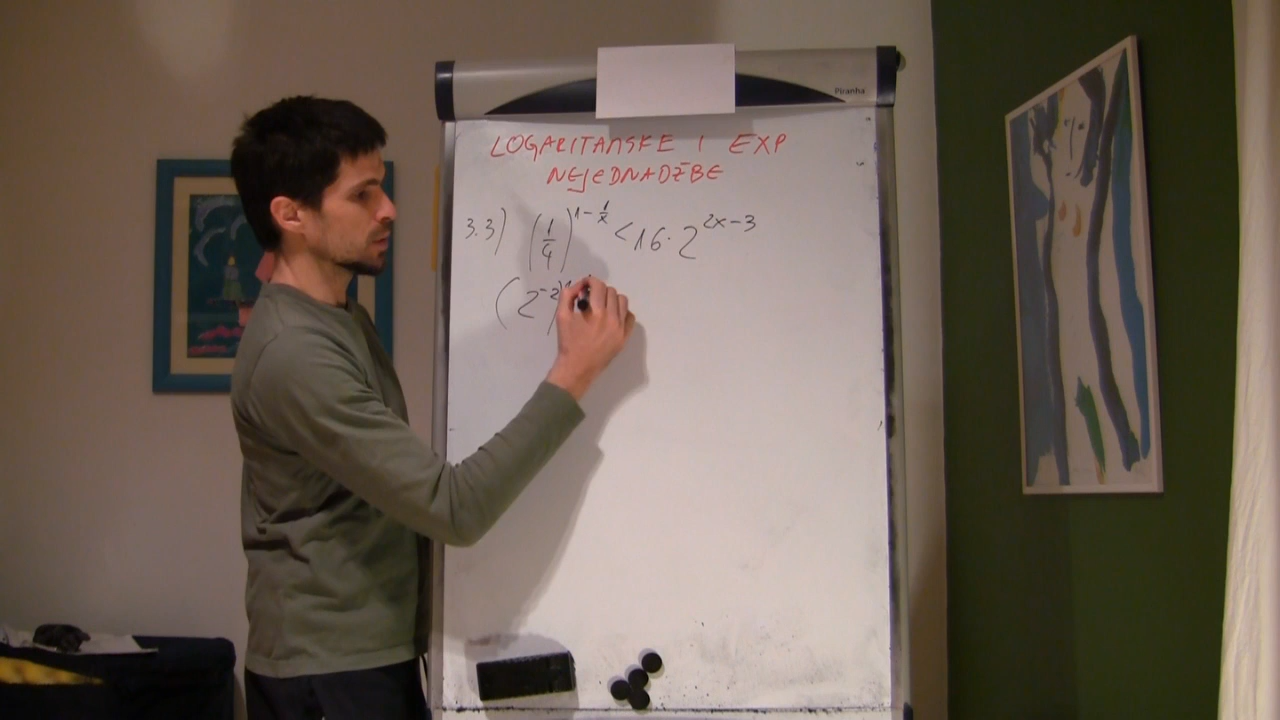 Piranha
LOGARITAMSKE I EXP
NEJEDNADŽBE
3.3) (1/4)^(1-1/x) < 16·2^(2x-3)
(2^-2)